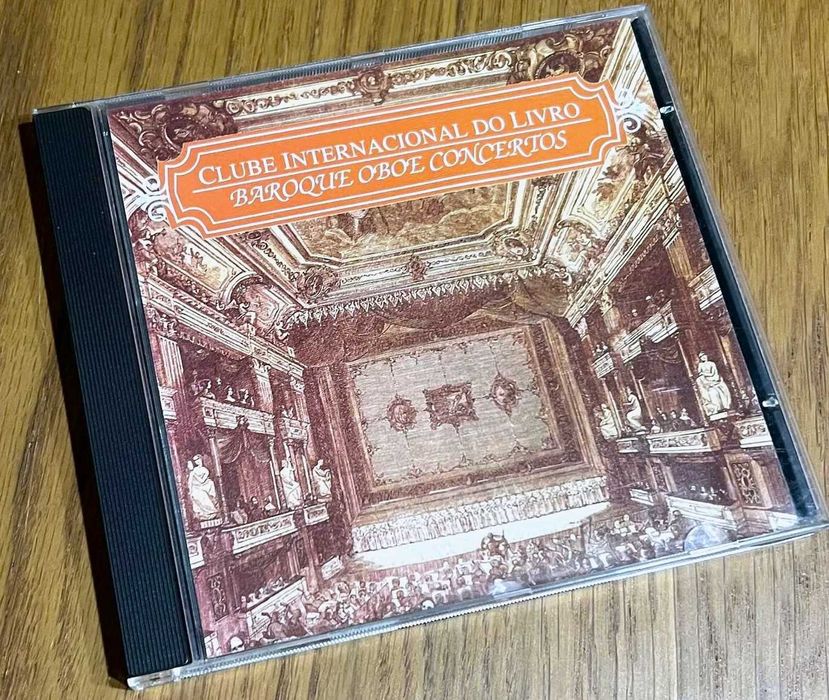 CLUBE INTERNACIONAL DO LIVRO
BAROQUE OBOE CONCERTOS